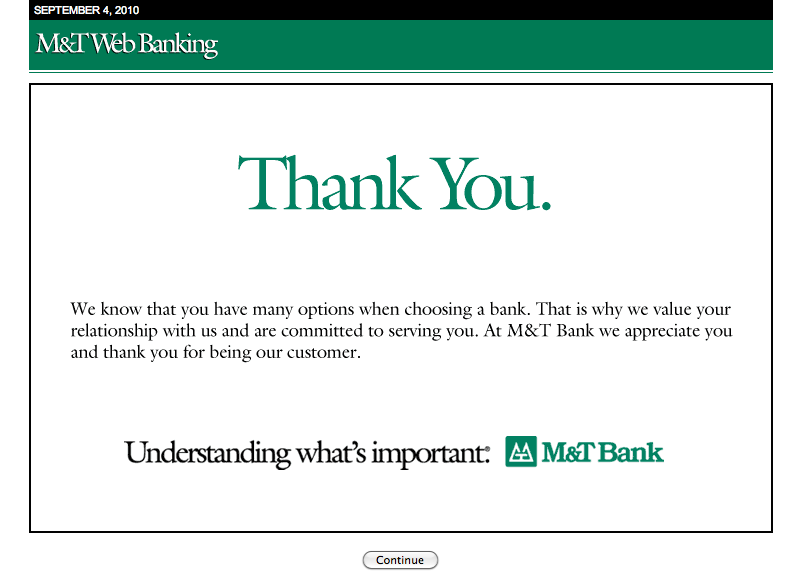 SEPTEMBER 4, 2010
M&T Web Banking
Thank You.
We know that you have many options when choosing a bank. That is why we value your
relationship with us and are committed to serving you. At M&T Bank we appreciate you
and thank you for being our customer.
Understanding what's important.® M&T Bank
Continue